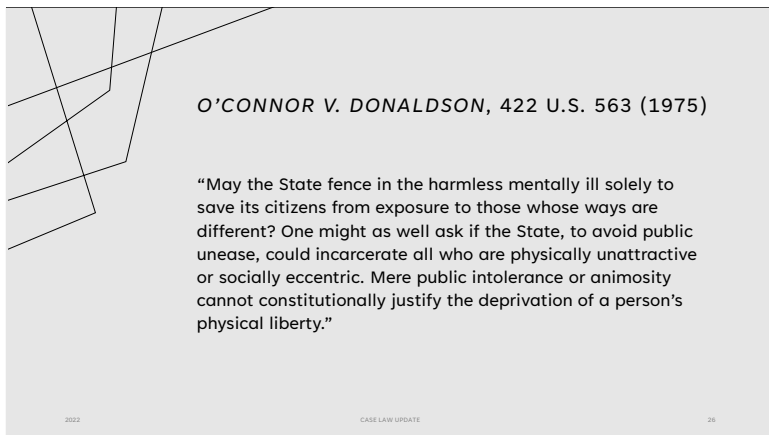 O’CONNOR V. DONALDSON, 422 U.S. 563 (1975)
“May the State fence in the harmless mentally ill solely to
save its citizens from exposure to those whose ways are
different? One might as well ask if the State, to avoid public
unease, could incarcerate all who are physically unattractive
or socially eccentric. Mere public intolerance or animosity
cannot constitutionally justify the deprivation of a person’s
physical liberty.”
2022 CASE LAW UPDATE 26